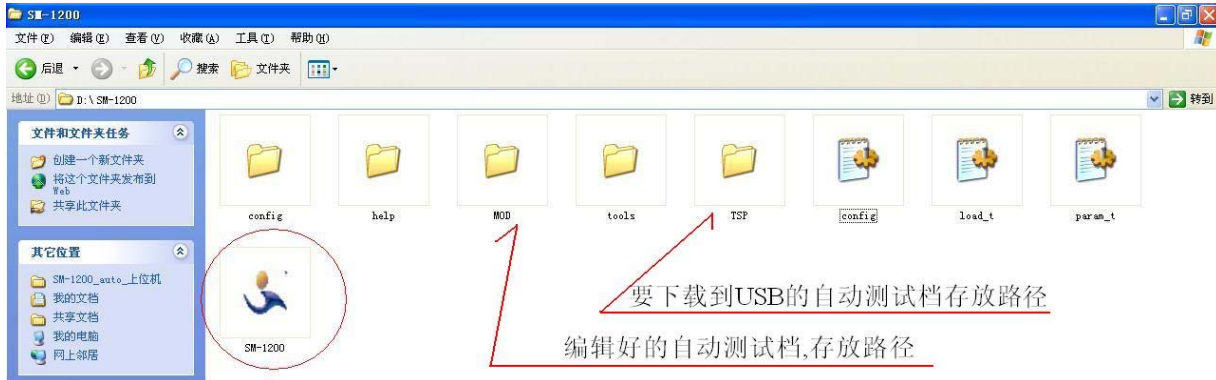 SM-1200
文件(F) 编辑(E) 查看(V) 收藏(A) 工具(T) 帮助(H)
后退 搜索 文件夹
地址(D) D:\SM-1200 转到
文件和文件夹任务
创建一个新文件夹
将这个文件夹发布到
Web
共享此文件夹
其它位置
SM-1200_auto_上位机
我的文档
共享文档
我的电脑
网上邻居
config help MOD tools TSP config load_t param_t
SM-1200
要下载到USB的自动测试档存放路径
编辑好的自动测试档,存放路径